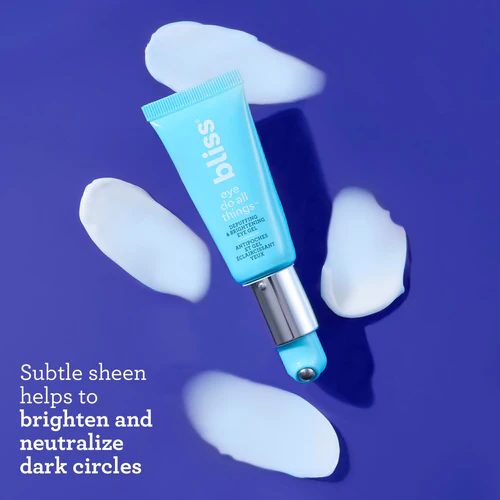 bliss
eye
do all
things™
DEPUFFING
& BRIGHTENING
EYE GEL
ANTIPOCHES
ET GEL
ÉCLAIRCISSANT
YEUX
Subtle sheen
helps to
brighten and
neutralize
dark circles